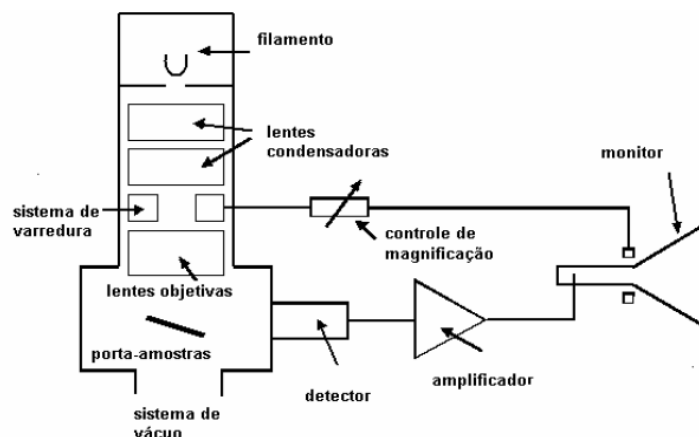 filamento
lentes
condensadoras
monitor
sistema de
varredura
controle de
magnificação
lentes objetivas
porta-amostras
detector
amplificador
sistema de
vácuo